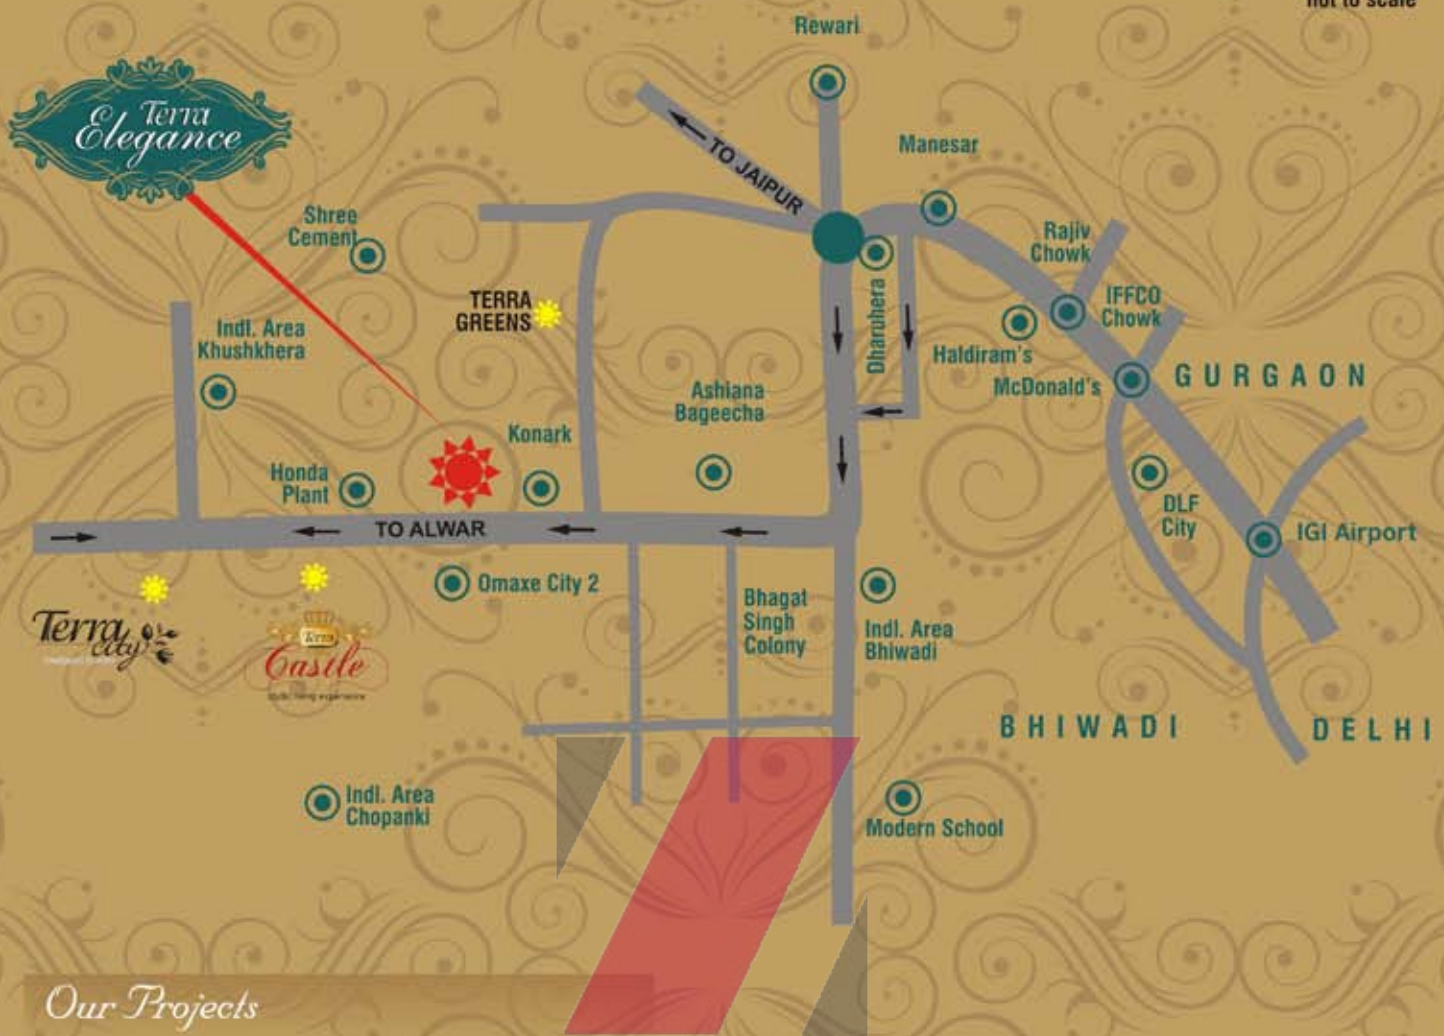 not to scale
Rewari
Terra
Elegance
TO JAIPUR
Manesar
Shree
Cement
Rajiv
Chowk
TERRA
GREENS
IFFCO
Chowk
Indl. Area
Khushkhera
Dharuhera
Haldiram's
McDonald's
GURGAON
Ashiana
Bageecha
Konark
Honda
Plant
DLF
City
TO ALWAR
IGI Airport
Omaxe City 2
Bhagat
Singh
Colony
Indl. Area
Bhiwadi
Terra
city
Terra
Castle
BHIWADI
DELHI
Indl. Area
Chopanki
Modern School
Our Projects